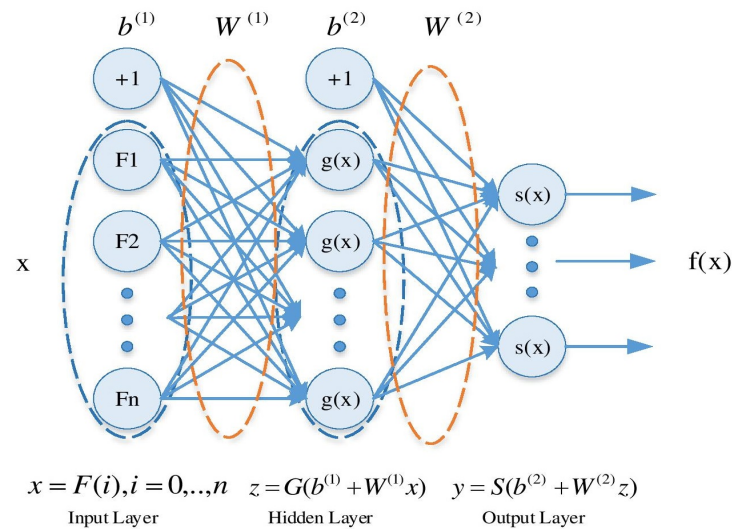 b^(1) W^(1) b^(2) W^(2)
+1 +1
F1 g(x)
s(x)
F2 g(x)
x f(x)
s(x)
Fn g(x)
x = F(i), i = 0,..,n z = G(b^(1) + W^(1) x) y = S(b^(2) + W^(2) z)
Input Layer Hidden Layer Output Layer